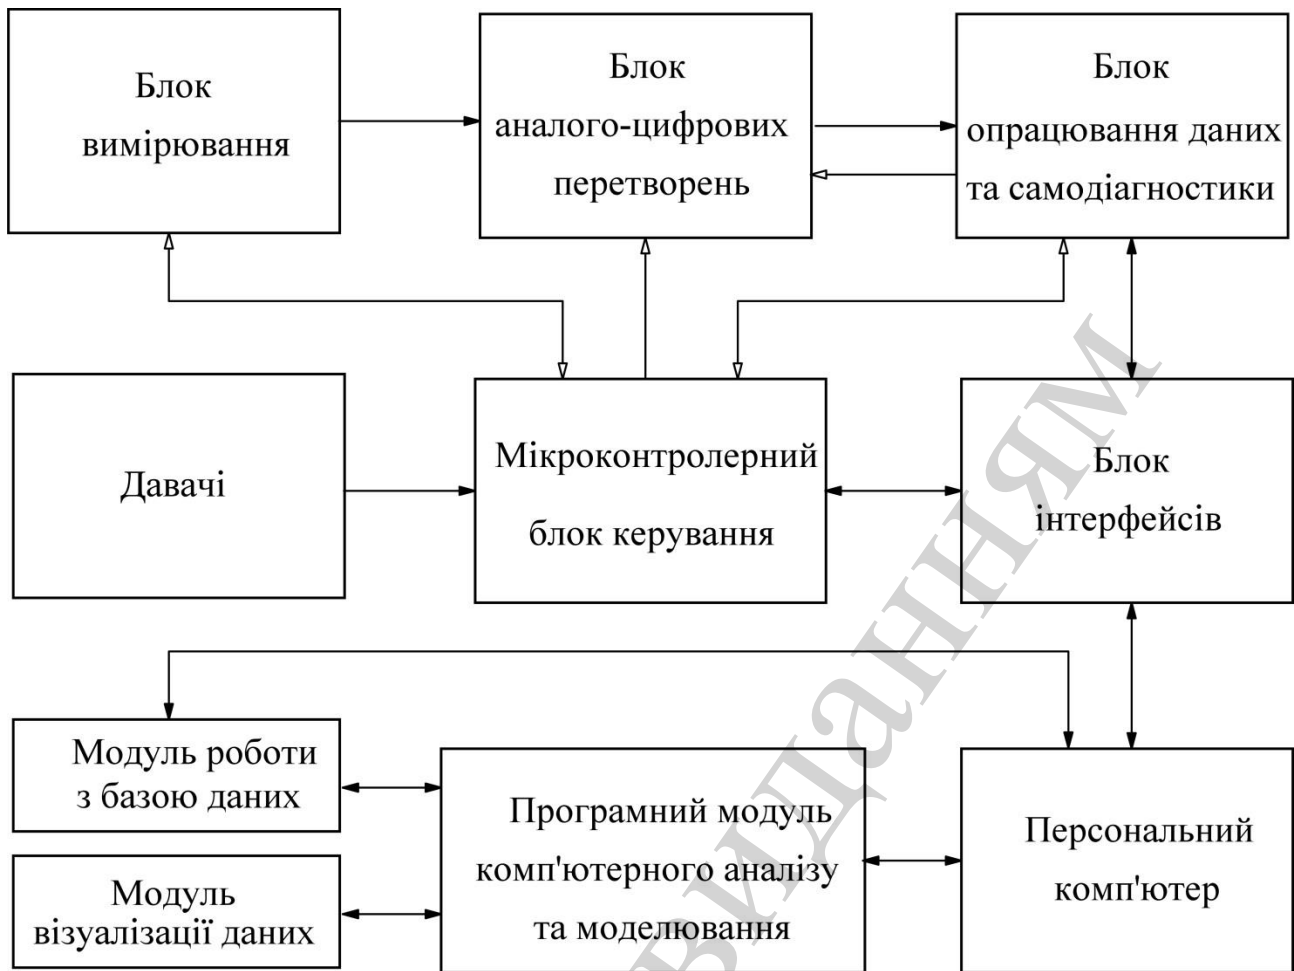 Блок
вимірювання
Блок
аналого-цифрових
перетворень
Блок
опрацювання даних
та самодіагностики
Давачі
Мікроконтролерний
блок керування
Блок
інтерфейсів
Модуль роботи
з базою даних
Модуль
візуалізації даних
Програмний модуль
комп'ютерного аналізу
та моделювання
Персональний
комп'ютер
виданням